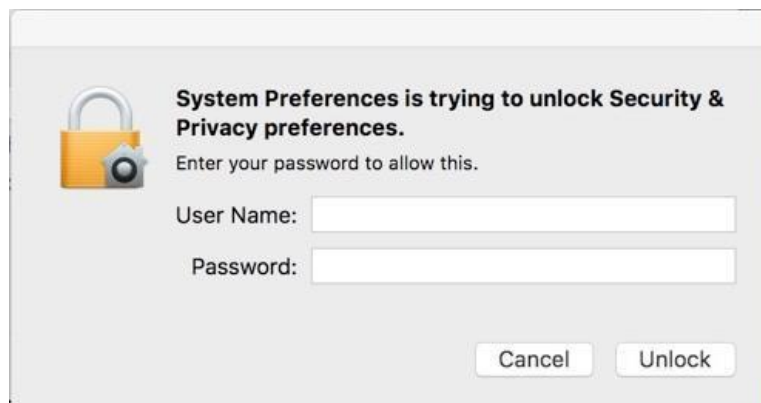 System Preferences is trying to unlock Security &
Privacy preferences.
Enter your password to allow this.
User Name:
Password:
Cancel Unlock